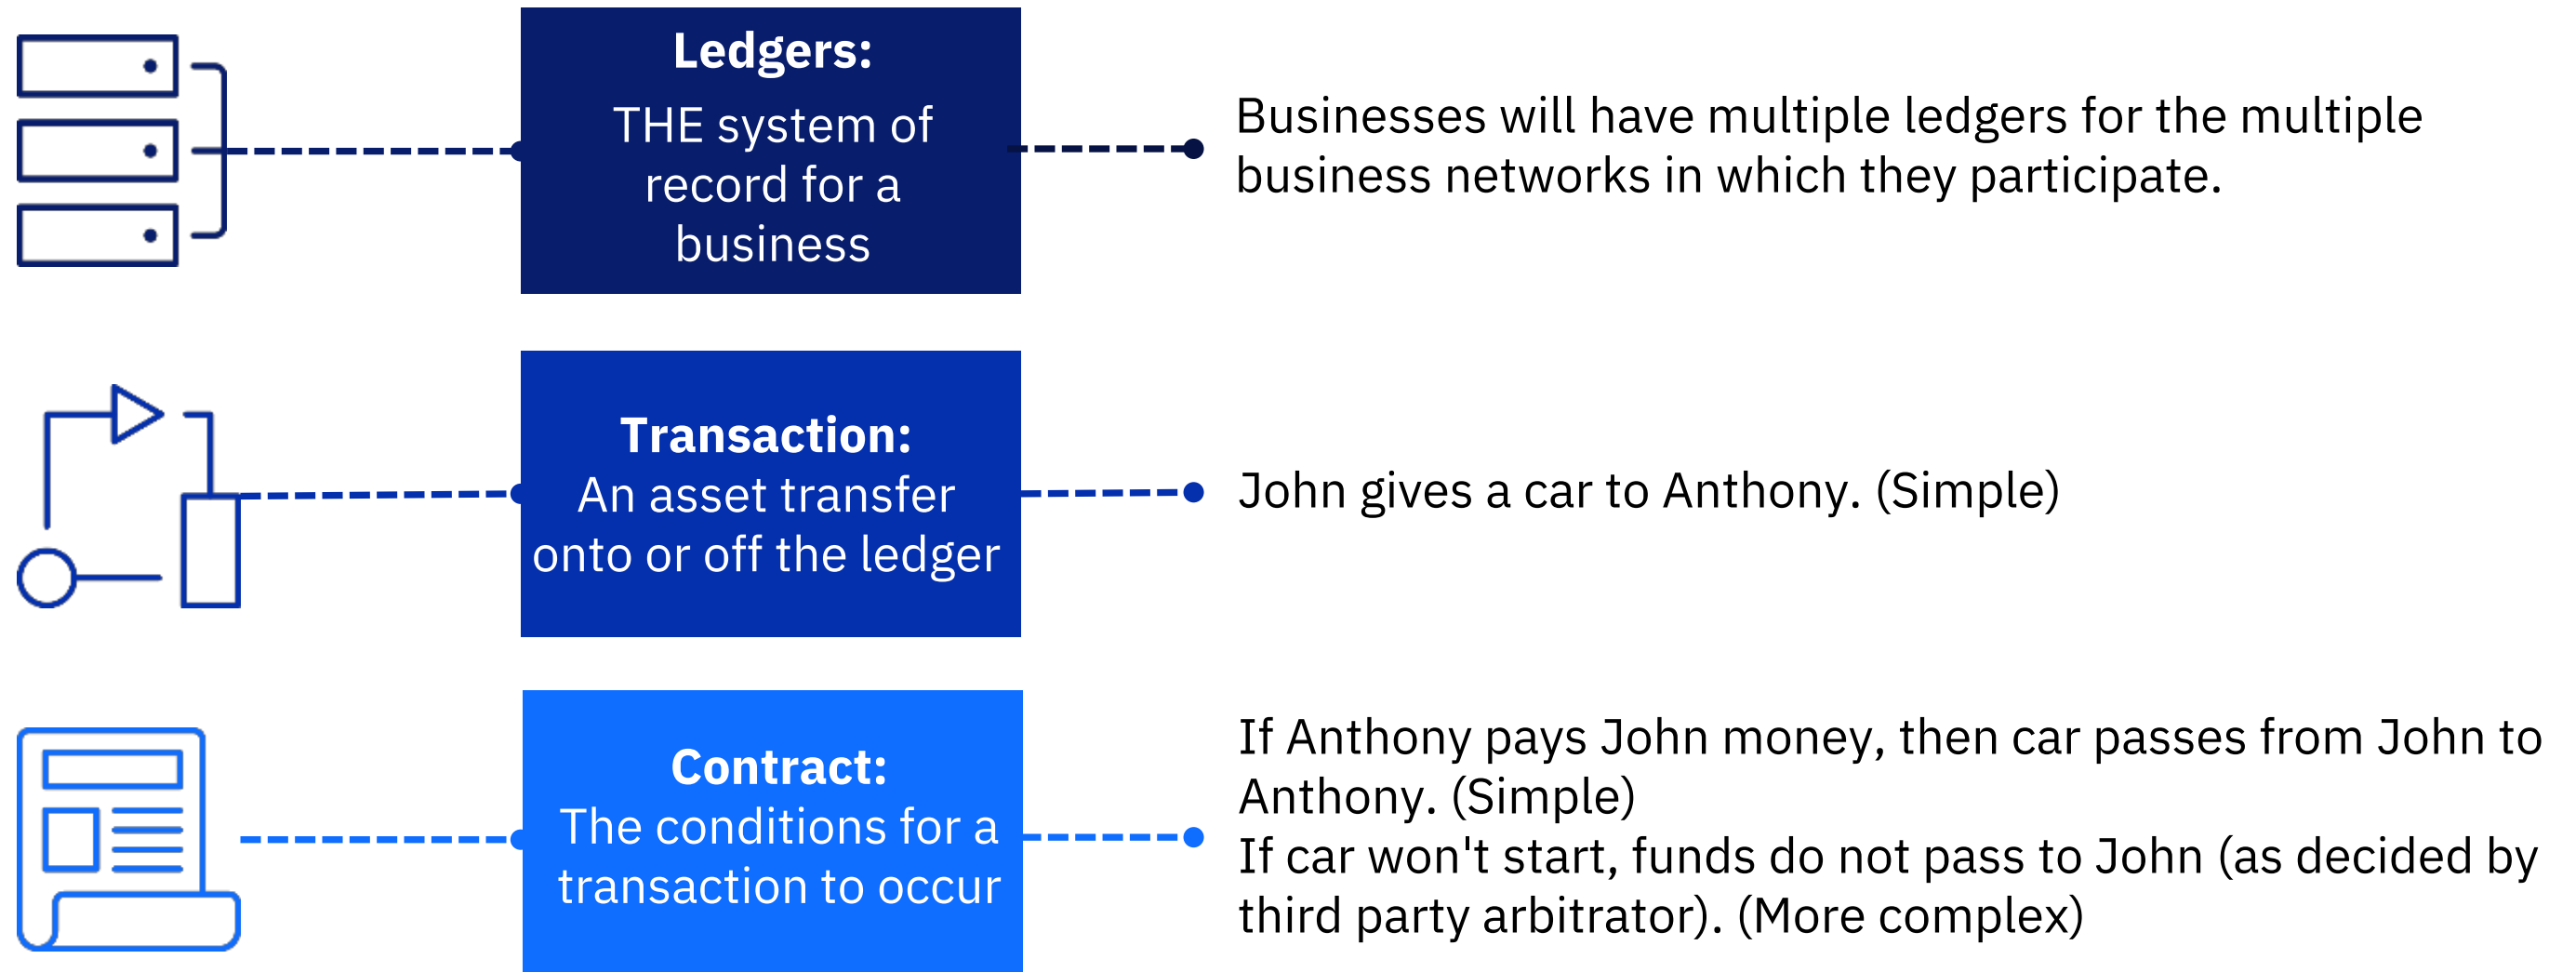 Ledgers:
THE system of
record for a
business
Businesses will have multiple ledgers for the multiple
business networks in which they participate.
Transaction:
An asset transfer
onto or off the ledger
John gives a car to Anthony. (Simple)
Contract:
The conditions for a
transaction to occur
If Anthony pays John money, then car passes from John to
Anthony. (Simple)
If car won't start, funds do not pass to John (as decided by
third party arbitrator). (More complex)